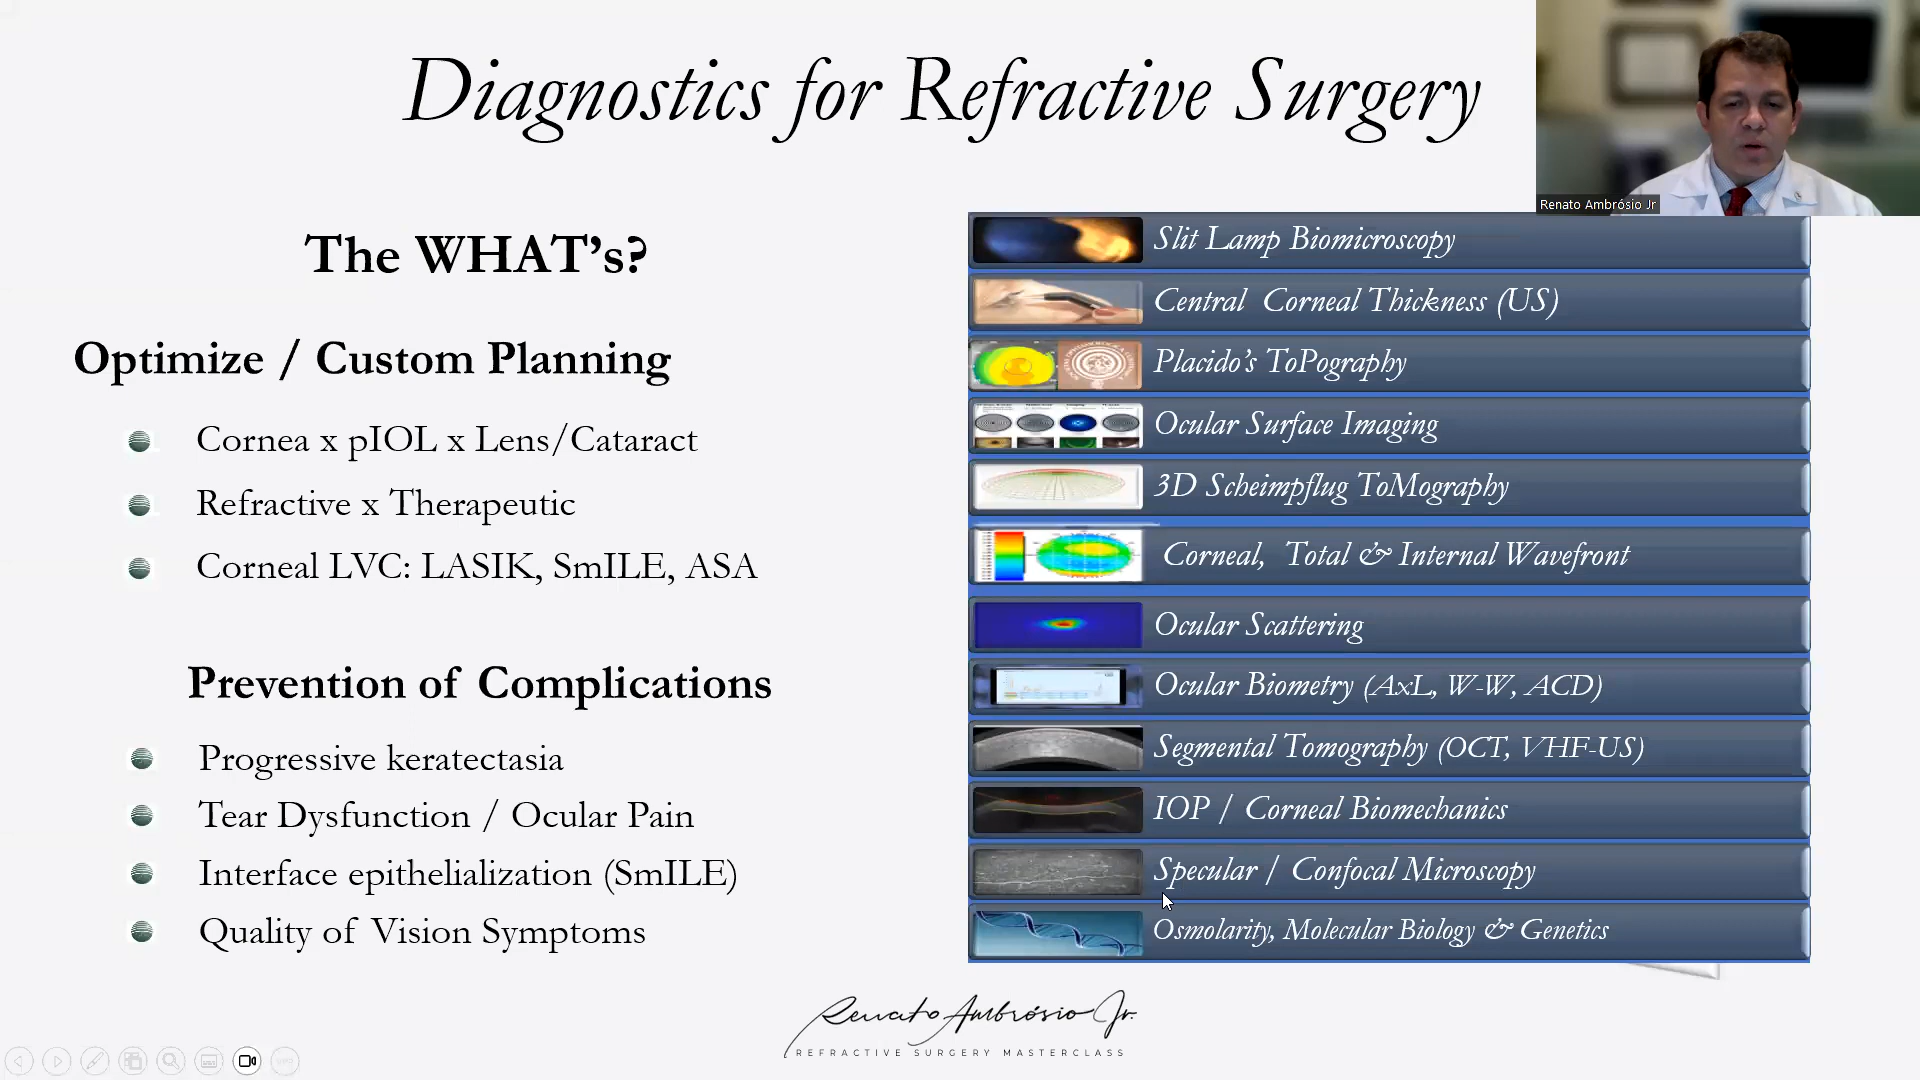 Diagnostics for Refractive Surgery
Renato Ambrósio Jr
The WHAT's?
Optimize / Custom Planning
Cornea x pIOL x Lens/Cataract
Refractive x Therapeutic
Corneal LVC: LASIK, SmILE, ASA
Prevention of Complications
Progressive keratectasia
Tear Dysfunction / Ocular Pain
Interface epithelialization (SmILE)
Quality of Vision Symptoms
Slit Lamp Biomicroscopy
Central Corneal Thickness (US)
Placido's ToPography
Ocular Surface Imaging
3D Scheimpflug ToMography
Corneal, Total & Internal Wavefront
Ocular Scattering
Ocular Biometry (AxL, W-W, ACD)
Segmental Tomography (OCT, VHF-US)
IOP / Corneal Biomechanics
Specular / Confocal Microscopy
Osmolarity, Molecular Biology & Genetics
Renato Ambrósio Jr.
REFRACTIVE SURGERY MASTERCLASS